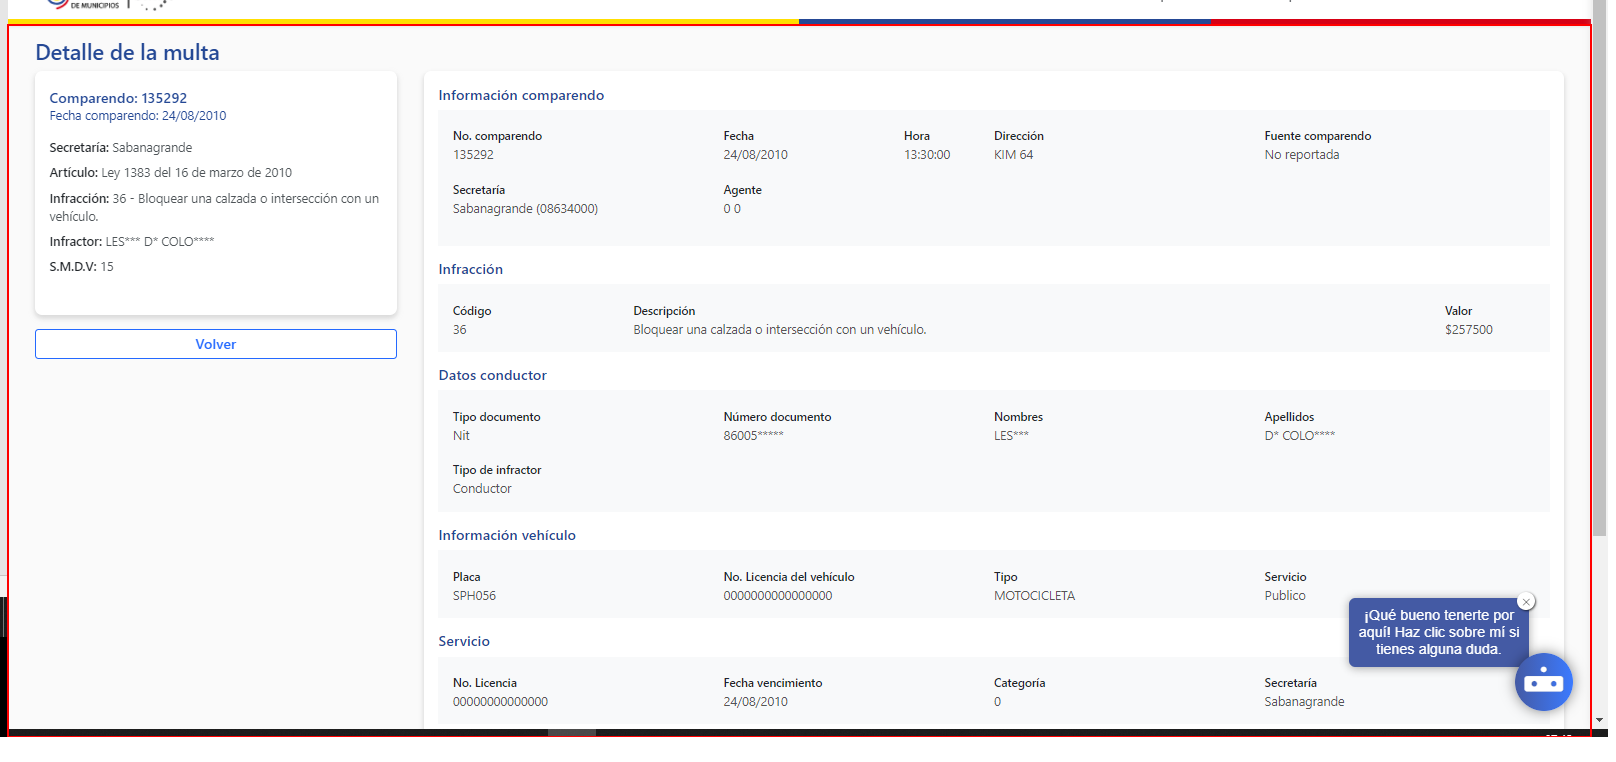 DE MUNICIPIOS
Detalle de la multa
Comparendo: 135292
Fecha comparendo: 24/08/2010
Secretaría: Sabanagrande
Artículo: Ley 1383 del 16 de marzo de 2010
Infracción: 36 - Bloquear una calzada o intersección con un
vehículo.
Infractor: LES*** D* COLO****
S.M.D.V: 15
Volver
Información comparendo
No. comparendo Fecha Hora Dirección Fuente comparendo
135292 24/08/2010 13:30:00 KIM 64 No reportada
Secretaría Agente
Sabanagrande (08634000) 0 0
Infracción
Código Descripción Valor
36 Bloquear una calzada o intersección con un vehículo. $257500
Datos conductor
Tipo documento Número documento Nombres Apellidos
Nit 86005***** LES*** D* COLO****
Tipo de infractor
Conductor
Información vehículo
Placa No. Licencia del vehículo Tipo Servicio
SPH056 0000000000000000 MOTOCICLETA Publico
Servicio
No. Licencia Fecha vencimiento Categoría Secretaría
00000000000000 24/08/2010 0 Sabanagrande
¡Qué bueno tenerte por
aquí! Haz clic sobre mí si
tienes alguna duda.